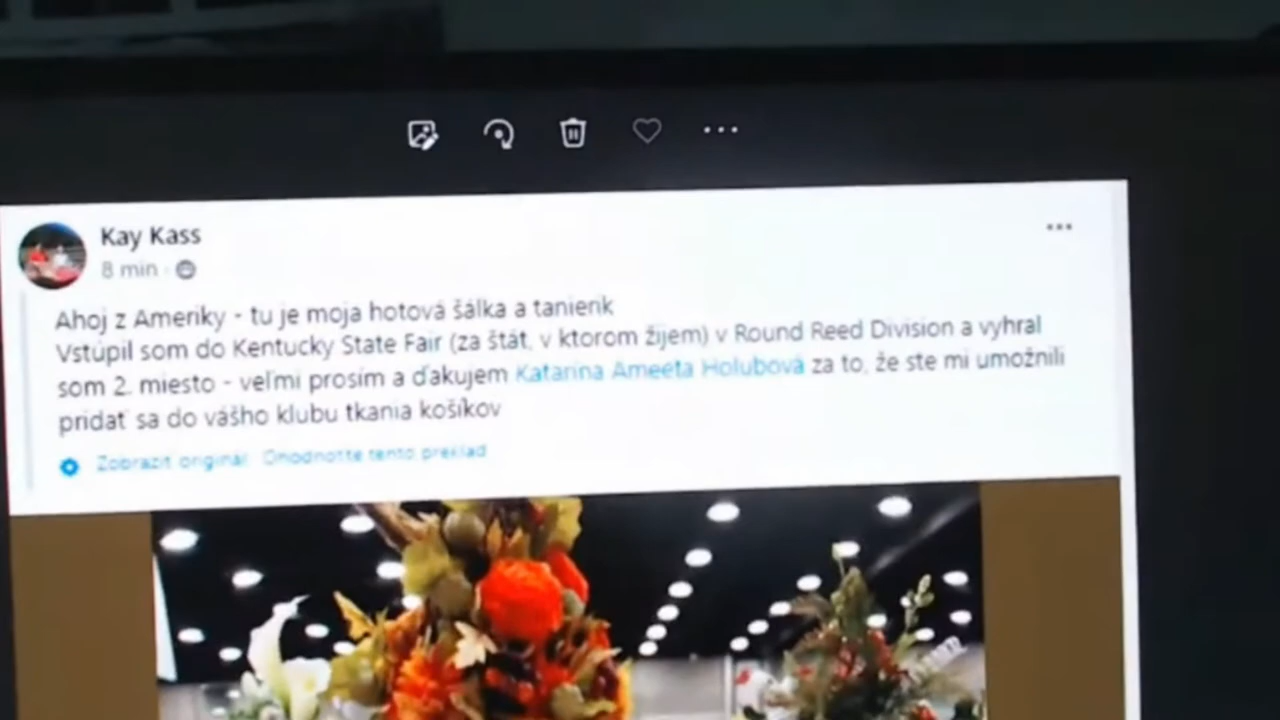 Kay Kass
8 min
Ahoj z Ameriky - tu je moja hotová šálka a tanierik
Vstúpil som do Kentucky State Fair (za štát, v ktorom žijem) v Round Reed Division a vyhral
som 2. miesto - veľmi prosím a ďakujem Katarina Ameeta Holubová za to, že ste mi umožnili
pridať sa do vášho klubu tkania košíkov
Zobraziť originál · Ohodnoťte tento preklad